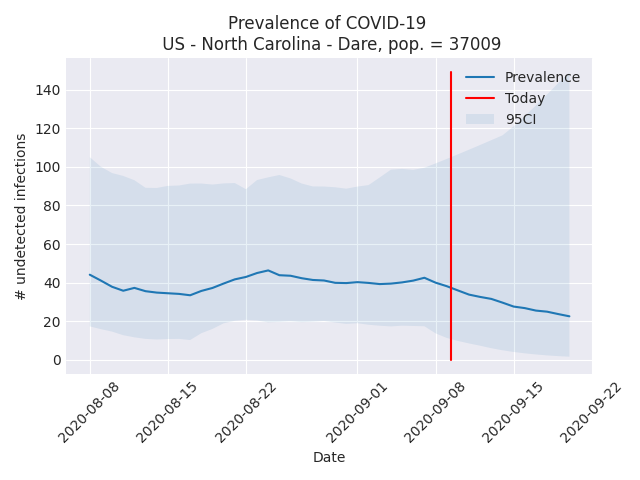 Prevalence of COVID-19
US - North Carolina - Dare, pop. = 37009
Prevalence
Today
95CI
140
120
100
80
60
40
20
0
# undetected infections
2020-08-08
2020-08-15
2020-08-22
2020-09-01
2020-09-08
2020-09-15
2020-09-22
Date